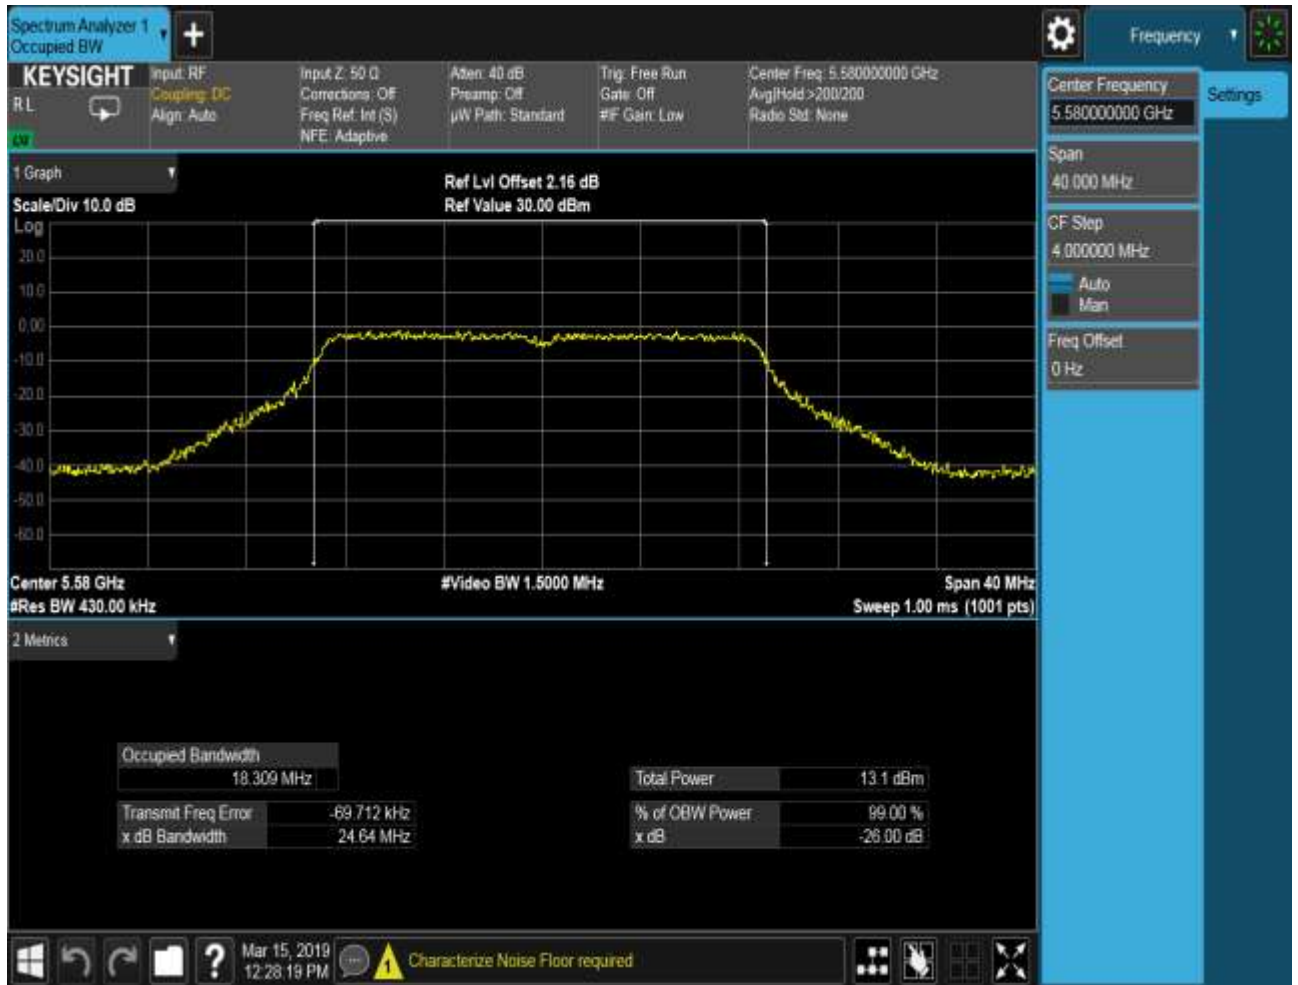 Spectrum Analyzer 1
Occupied BW
Frequency
KEYSIGHT
R L
Input: RF
Coupling: DC
Align: Auto
Input Z: 50 Ω
Corrections: Off
Freq Ref: Int (S)
NFE: Adaptive
Atten: 40 dB
Preamp: Off
µW Path: Standard
Trig: Free Run
Gate: Off
#IF Gain: Low
Center Freq: 5.580000000 GHz
Avg|Hold:>200/200
Radio Std: None
Center Frequency
5.580000000 GHz
Settings
Span
40.000 MHz
CF Step
4.000000 MHz
Auto
Man
Freq Offset
0 Hz
1 Graph
Scale/Div 10.0 dB
Ref Lvl Offset 2.16 dB
Ref Value 30.00 dBm
Log
20.0
10.0
0.00
-10.0
-20.0
-30.0
-40.0
-50.0
-60.0
Center 5.58 GHz
#Video BW 1.5000 MHz
Span 40 MHz
#Res BW 430.00 kHz
Sweep 1.00 ms (1001 pts)
2 Metrics
Occupied Bandwidth
18.309 MHz
Total Power 13.1 dBm
Transmit Freq Error -69.712 kHz
% of OBW Power 99.00 %
x dB Bandwidth 24.64 MHz
x dB -26.00 dB
?
Mar 15, 2019
12:28:19 PM
1
Characterize Noise Floor required